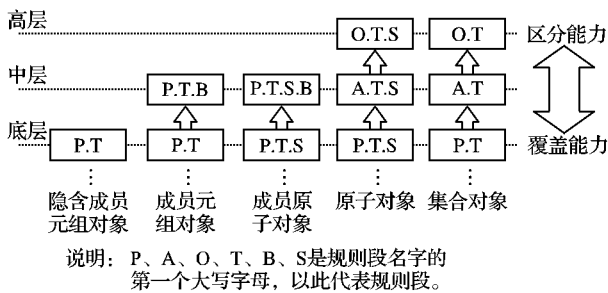 高层 O.T.S O.T 区分能力
中层 P.T.B P.T.S.B A.T.S A.T
底层 P.T P.T P.T.S P.T.S P.T 覆盖能力
隐含成员 成员元 成员原 原子对象 集合对象
元组对象 组对象 子对象
说明： P、A、O、T、B、S是规则段名字的
第一个大写字母，以此代表规则段。